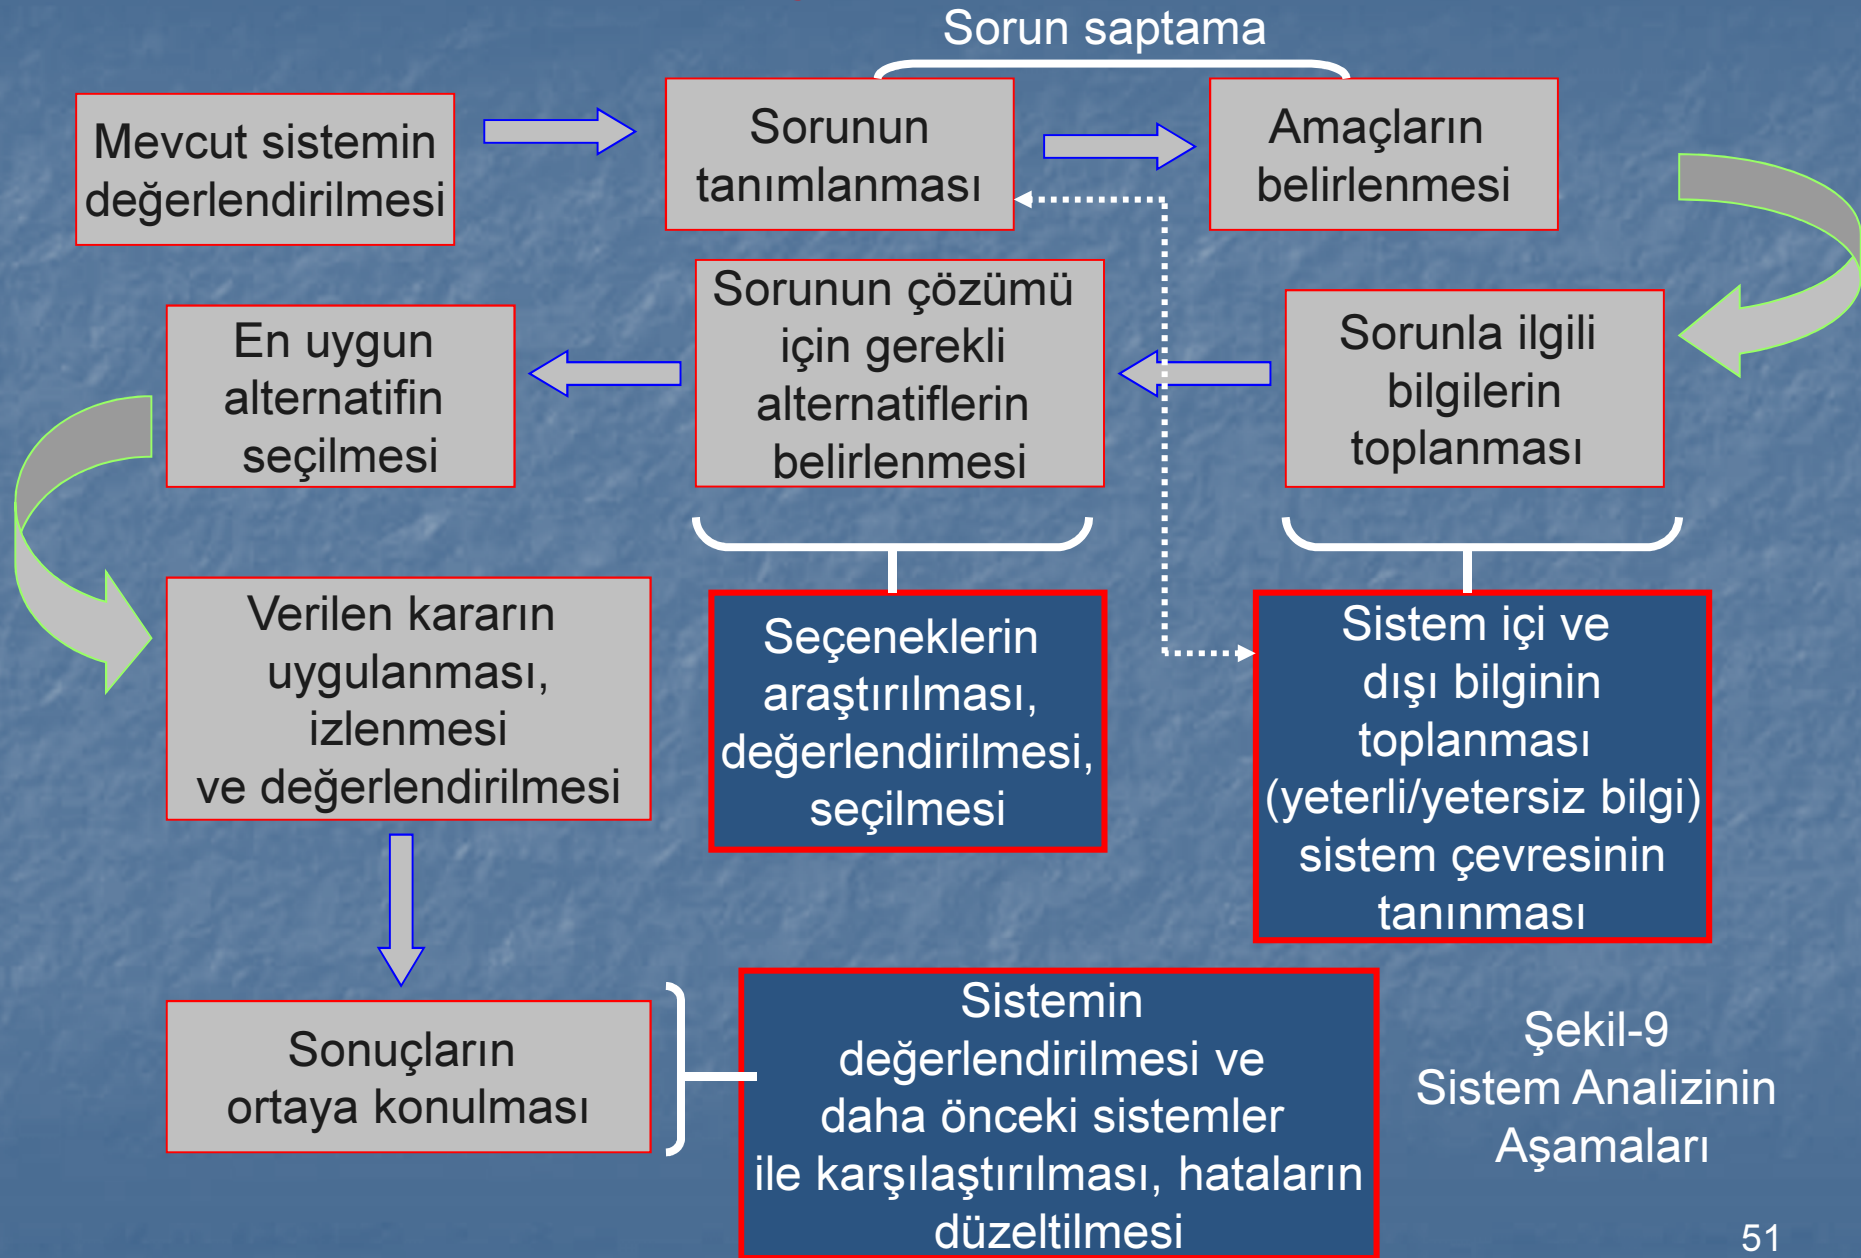 Sorun saptama
Mevcut sistemin
değerlendirilmesi
Sorunun
tanımlanması
Amaçların
belirlenmesi
En uygun
alternatifin
seçilmesi
Sorunun çözümü
için gerekli
alternatiflerin
belirlenmesi
Sorunla ilgili
bilgilerin
toplanması
Verilen kararın
uygulanması,
izlenmesi
ve değerlendirilmesi
Seçeneklerin
araştırılması,
değerlendirilmesi,
seçilmesi
Sistem içi ve
dışı bilginin
toplanması
(yeterli/yetersiz bilgi)
sistem çevresinin
tanınması
Sonuçların
ortaya konulması
Sistemin
değerlendirilmesi ve
daha önceki sistemler
ile karşılaştırılması, hataların
düzeltilmesi
Şekil-9
Sistem Analizinin
Aşamaları
51